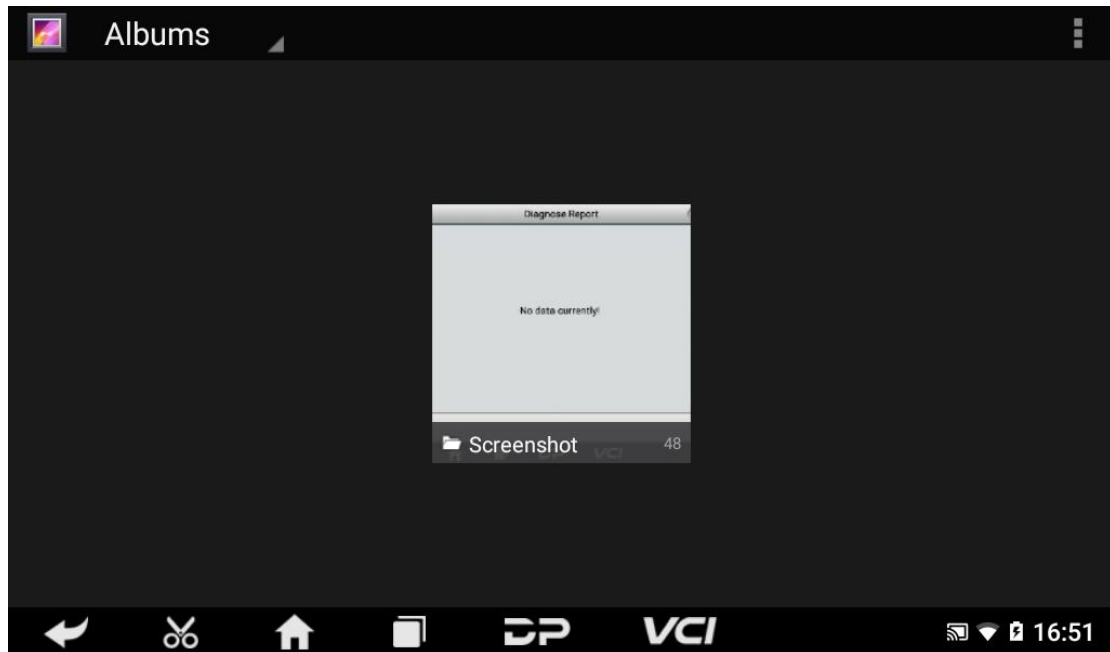 Albums
Diagnose Report
No data currently!
Screenshot 48
DP VCI 16:51